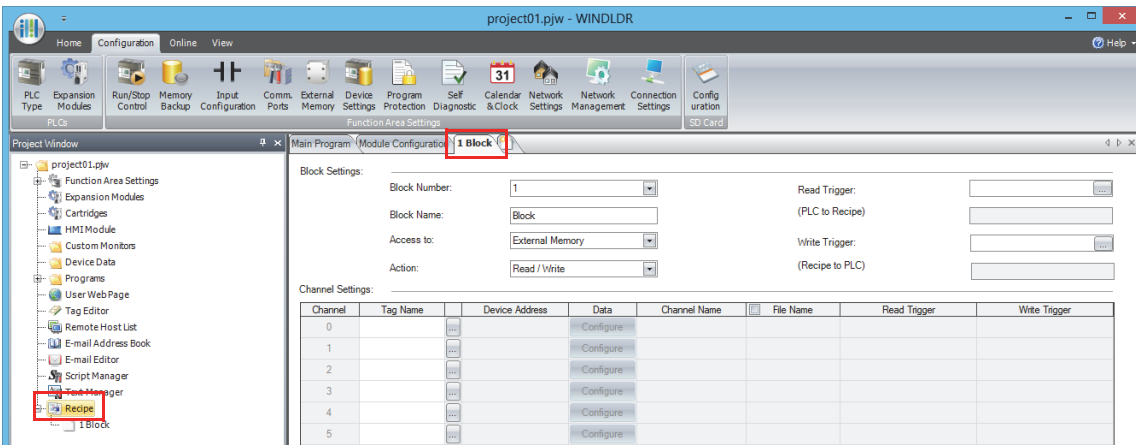 project01.pjw - WINDLDR
Home Configuration Online View Help
PLC Type
Expansion Modules
Run/Stop Control
Memory Backup
Input Configuration
Comm. Ports
External Memory
Device Settings
Program Protection
Self Diagnostic
Calendar & Clock
Network Settings
Network Management
Connection Settings
Config uration
PLCs Function Area Settings SD Card
31
Project Window
project01.pjw
Function Area Settings
Expansion Modules
Cartridges
HMI Module
Custom Monitors
Device Data
Programs
User Web Page
Tag Editor
Remote Host List
E-mail Address Book
E-mail Editor
Script Manager
Text Manager
Recipe
1 Block
Main Program Module Configuration 1 Block
Block Settings:
Block Number: 1 Read Trigger: ...
Block Name: Block (PLC to Recipe)
Access to: External Memory Write Trigger: ...
Action: Read / Write (Recipe to PLC)
Channel Settings:
Channel Tag Name Device Address Data Channel Name File Name Read Trigger Write Trigger
0 ... Configure
1 ... Configure
2 ... Configure
3 ... Configure
4 ... Configure
5 ... Configure